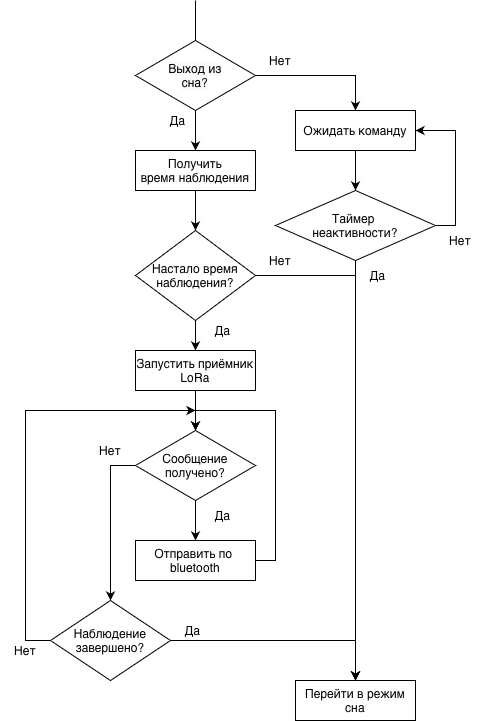 Выход из
сна?
Нет
Да
Ожидать команду
Получить
время наблюдения
Таймер
неактивности?
Нет
Да
Настало время
наблюдения?
Нет
Да
Запустить приёмник
LoRa
Сообщение
получено?
Нет
Да
Отправить по
bluetooth
Наблюдение
завершено?
Да
Нет
Перейти в режим
сна